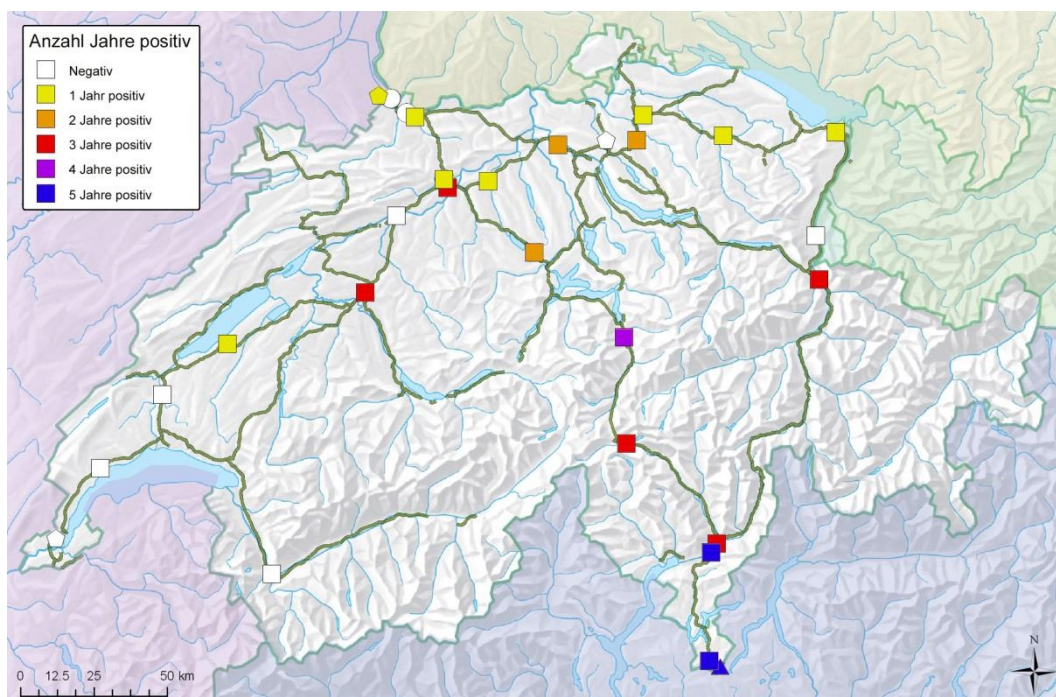 Anzahl Jahre positiv
Negativ
1 Jahr positiv
2 Jahre positiv
3 Jahre positiv
4 Jahre positiv
5 Jahre positiv
N
0 12.5 25 50 km